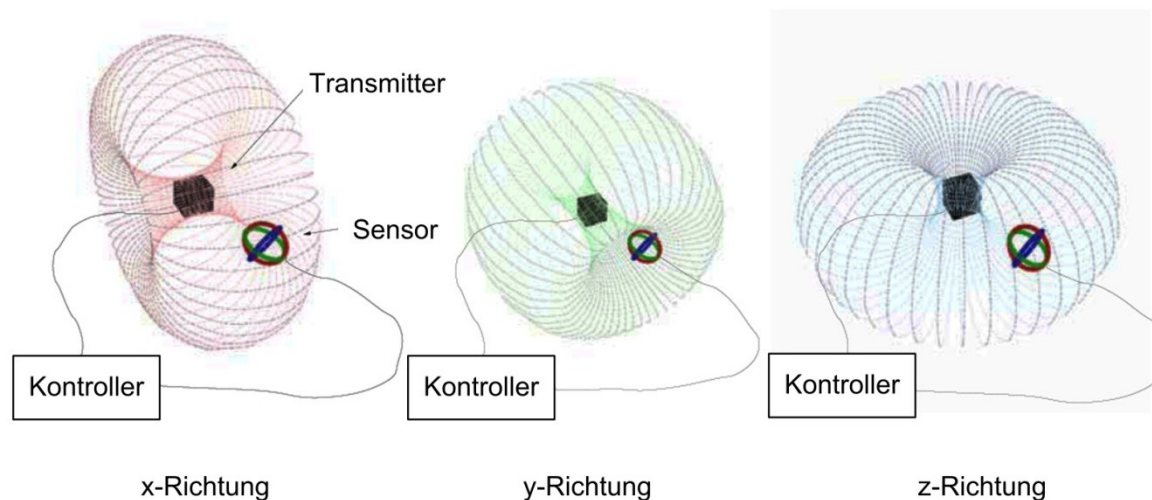 Transmitter
Sensor
Kontroller
Kontroller
Kontroller
x-Richtung
y-Richtung
z-Richtung